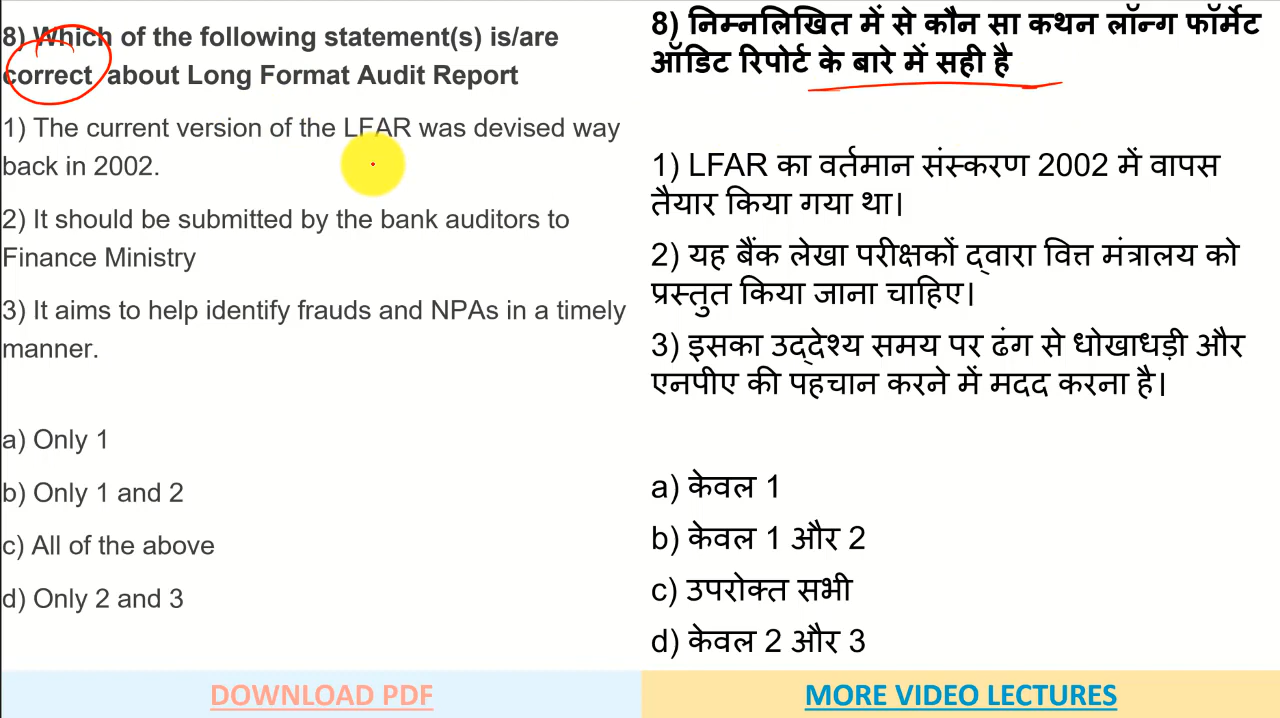 8) Which of the following statement(s) is/are
correct about Long Format Audit Report
1) The current version of the LFAR was devised way
back in 2002.
2) It should be submitted by the bank auditors to
Finance Ministry
3) It aims to help identify frauds and NPAs in a timely
manner.
a) Only 1
b) Only 1 and 2
c) All of the above
d) Only 2 and 3
DOWNLOAD PDF
8) निम्नलिखित में से कौन सा कथन लॉन्ग फॉर्मेट
ऑडिट रिपोर्ट के बारे में सही है
1) LFAR का वर्तमान संस्करण 2002 में वापस
तैयार किया गया था।
2) यह बैंक लेखा परीक्षकों द्वारा वित्त मंत्रालय को
प्रस्तुत किया जाना चाहिए।
3) इसका उद्देश्य समय पर ढंग से धोखाधड़ी और
एनपीए की पहचान करने में मदद करना है।
a) केवल 1
b) केवल 1 और 2
c) उपरोक्त सभी
d) केवल 2 और 3
MORE VIDEO LECTURES